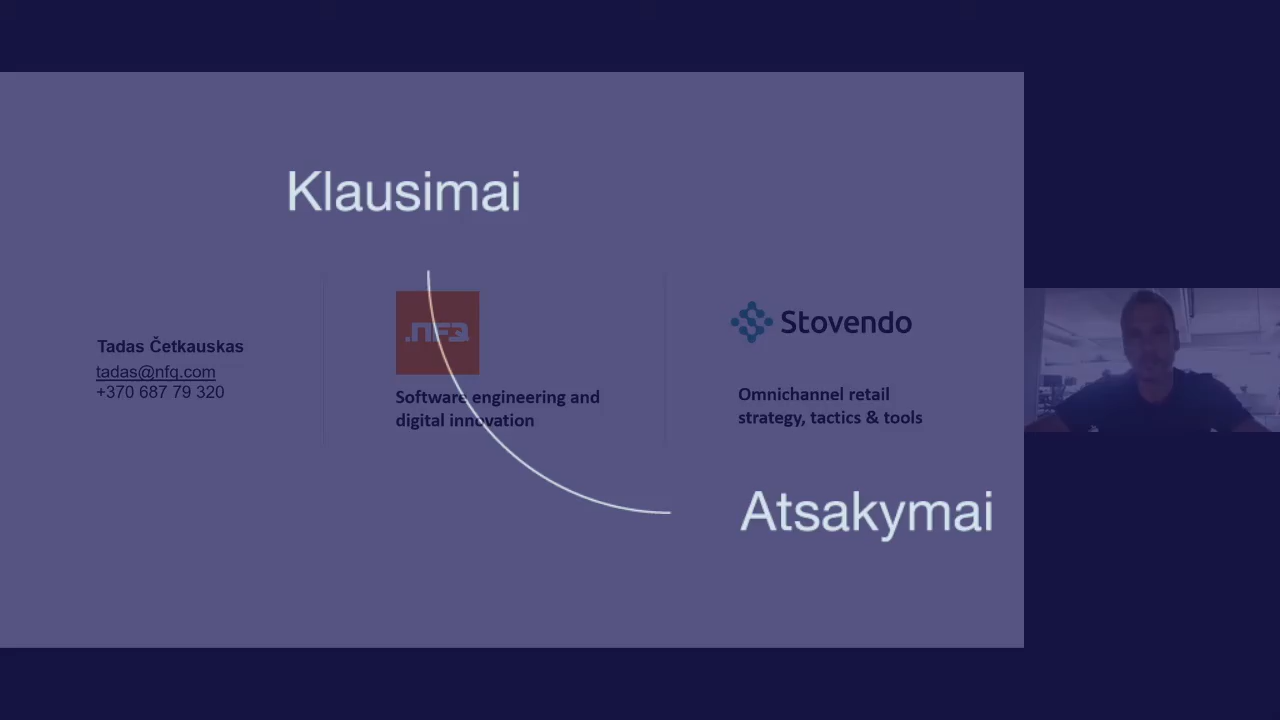 Klausimai
Tadas Četkauskas
tadas@nfq.com
+370 687 79 320
.NFQ
Software engineering and
digital innovation
Stovendo
Omnichannel retail
strategy, tactics & tools
Atsakymai